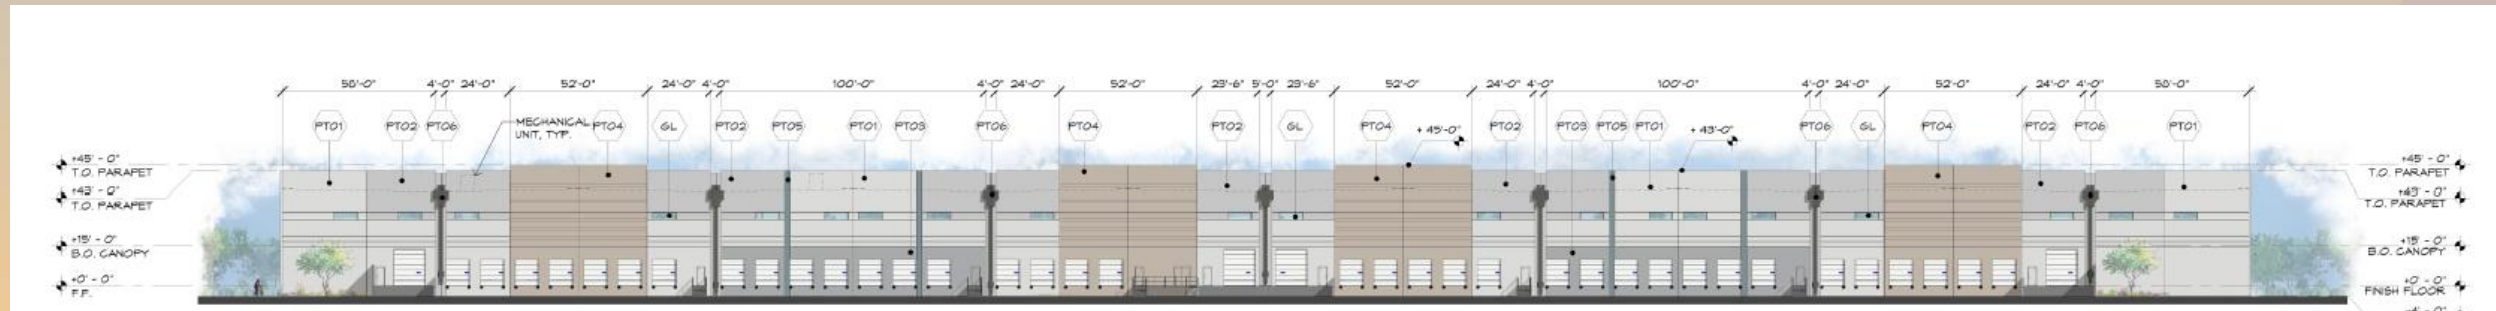 58'-0" 4'-0" 24'-0" 52'-0" 24'-0" 4'-0" 100'-0" 4'-0" 24'-0" 52'-0" 23'-6" 5'-0" 23'-6" 52'-0" 24'-0" 4'-0" 100'-0" 4'-0" 24'-0" 52'-0" 24'-0" 4'-0" 58'-0"
PT01 PT02 PT06 MECHANICAL UNIT, TYP. PT04 GL PT02 PT05 PT01 PT03 PT06 PT04 PT02 GL PT04 + 45'-0" PT02 PT03 PT05 PT01 + 43'-0" PT06 GL PT04 PT02 PT06 PT01
+45' - 0"
T.O. PARAPET
+43' - 0"
T.O. PARAPET
+15' - 0"
B.O. CANOPY
+0' - 0"
F.F.
+45' - 0"
T.O. PARAPET
+43' - 0"
T.O. PARAPET
+15' - 0"
B.O. CANOPY
+0' - 0"
FINISH FLOOR